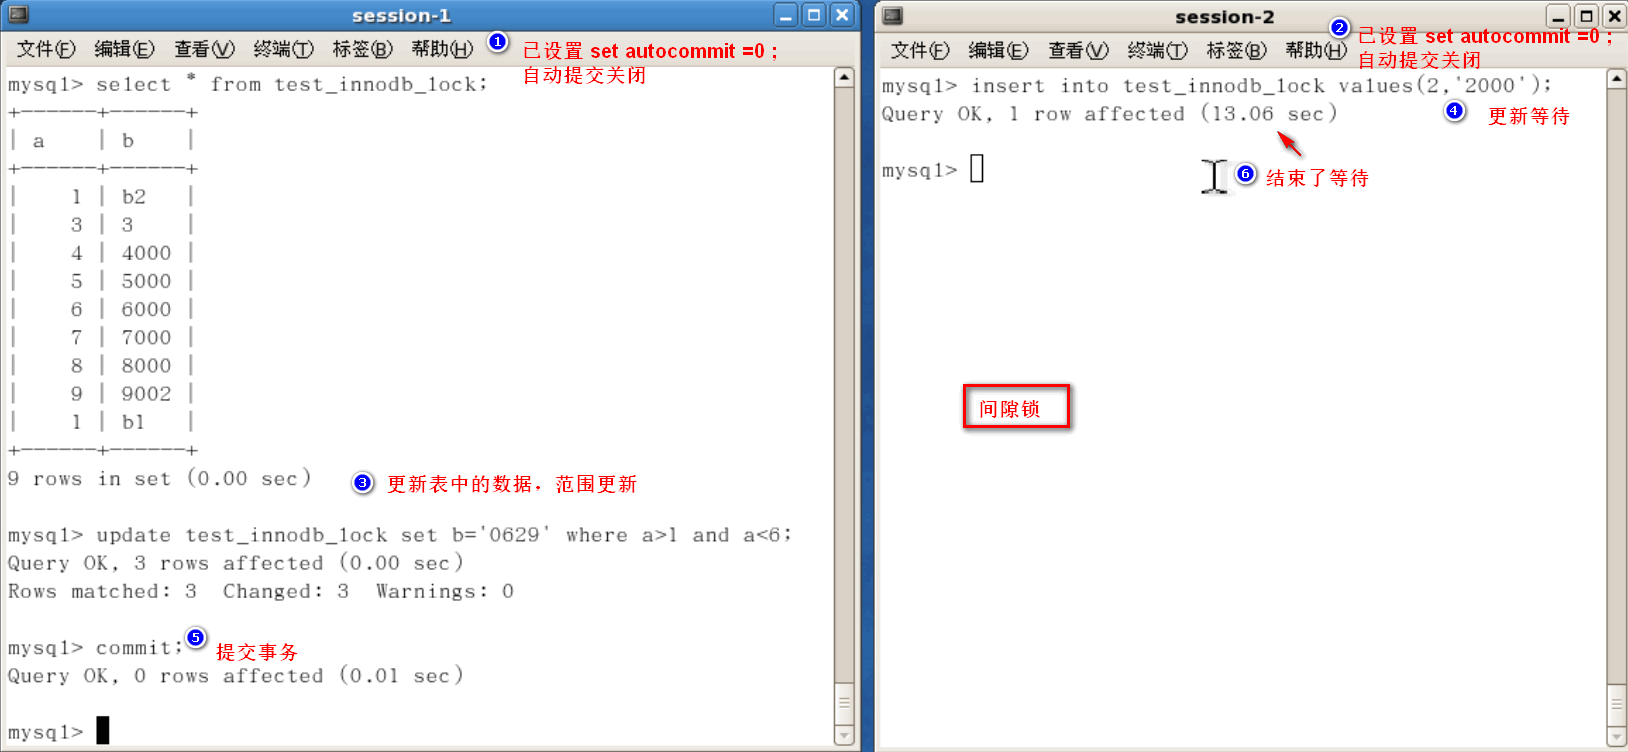 session-1
文件(F) 编辑(E) 查看(V) 终端(T) 标签(B) 帮助(H)
1 已设置 set autocommit =0 ;
自动提交关闭
mysql> select * from test_innodb_lock;
+------+------+
| a | b |
+------+------+
| 1 | b2 |
| 3 | 3 |
| 4 | 4000 |
| 5 | 5000 |
| 6 | 6000 |
| 7 | 7000 |
| 8 | 8000 |
| 9 | 9002 |
| 1 | b1 |
+------+------+
9 rows in set (0.00 sec)
3 更新表中的数据，范围更新
mysql> update test_innodb_lock set b='0629' where a>1 and a<6;
Query OK, 3 rows affected (0.00 sec)
Rows matched: 3 Changed: 3 Warnings: 0
mysql> commit;
5 提交事务
Query OK, 0 rows affected (0.01 sec)
mysql>
session-2
文件(F) 编辑(E) 查看(V) 终端(T) 标签(B) 帮助(H)
2 已设置 set autocommit =0 ;
自动提交关闭
mysql> insert into test_innodb_lock values(2,'2000');
Query OK, 1 row affected (13.06 sec)
4 更新等待
mysql>
6 结束了等待
间隙锁